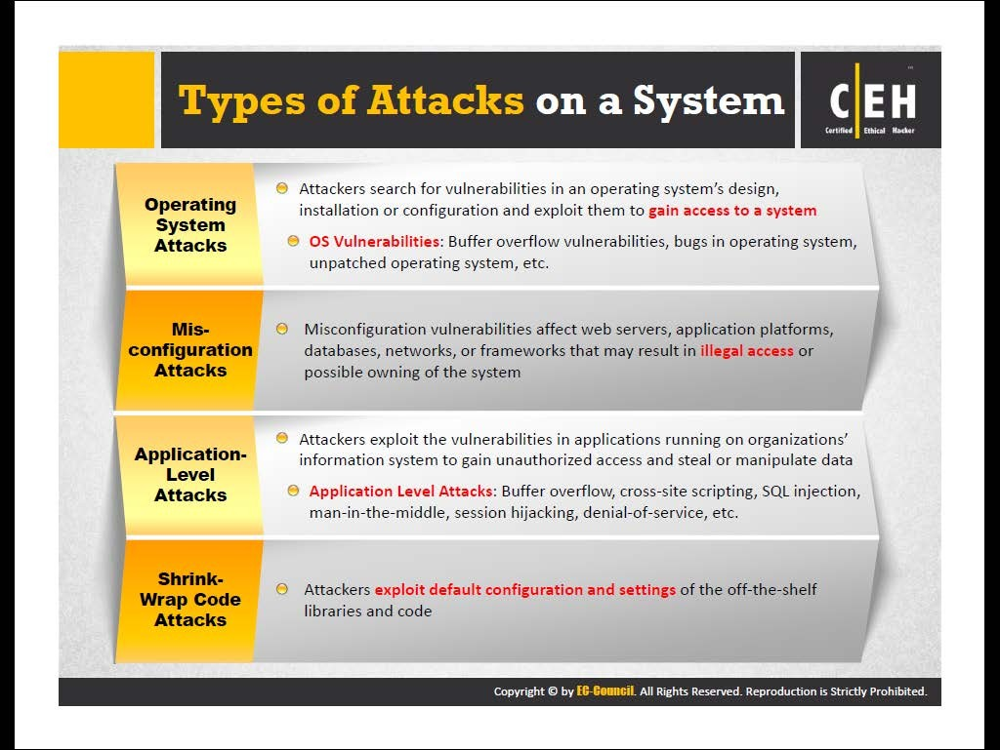 Types of Attacks on a System
C|EH
TM
Certified Ethical Hacker
Operating
System
Attacks
Attackers search for vulnerabilities in an operating system's design,
installation or configuration and exploit them to gain access to a system
OS Vulnerabilities: Buffer overflow vulnerabilities, bugs in operating system,
unpatched operating system, etc.
Mis-
configuration
Attacks
Misconfiguration vulnerabilities affect web servers, application platforms,
databases, networks, or frameworks that may result in illegal access or
possible owning of the system
Application-
Level
Attacks
Attackers exploit the vulnerabilities in applications running on organizations'
information system to gain unauthorized access and steal or manipulate data
Application Level Attacks: Buffer overflow, cross-site scripting, SQL injection,
man-in-the-middle, session hijacking, denial-of-service, etc.
Shrink-
Wrap Code
Attacks
Attackers exploit default configuration and settings of the off-the-shelf
libraries and code
Copyright © by EC-Council. All Rights Reserved. Reproduction is Strictly Prohibited.